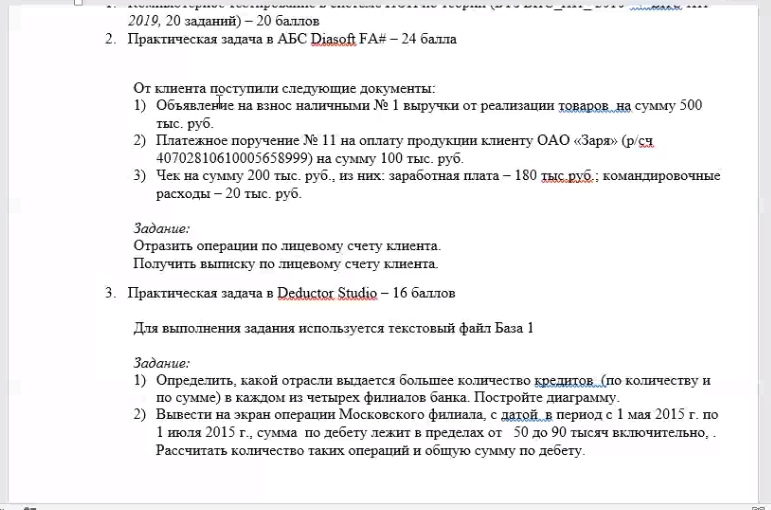 2019, 20 заданий) – 20 баллов
2. Практическая задача в АБС Diasoft FA# – 24 балла
От клиента поступили следующие документы:
1) Объявление на взнос наличными № 1 выручки от реализации товаров на сумму 500
тыс. руб.
2) Платежное поручение № 11 на оплату продукции клиенту ОАО «Заря» (р/сч
40702810610005658999) на сумму 100 тыс. руб.
3) Чек на сумму 200 тыс. руб., из них: заработная плата – 180 тыс.руб.; командировочные
расходы – 20 тыс. руб.
Задание:
Отразить операции по лицевому счету клиента.
Получить выписку по лицевому счету клиента.
3. Практическая задача в Deductor Studio – 16 баллов
Для выполнения задания используется текстовый файл База 1
Задание:
1) Определить, какой отрасли выдается большее количество кредитов (по количеству и
по сумме) в каждом из четырех филиалов банка. Постройте диаграмму.
2) Вывести на экран операции Московского филиала, с датой в период с 1 мая 2015 г. по
1 июля 2015 г., сумма по дебету лежит в пределах от 50 до 90 тысяч включительно, .
Рассчитать количество таких операций и общую сумму по дебету.